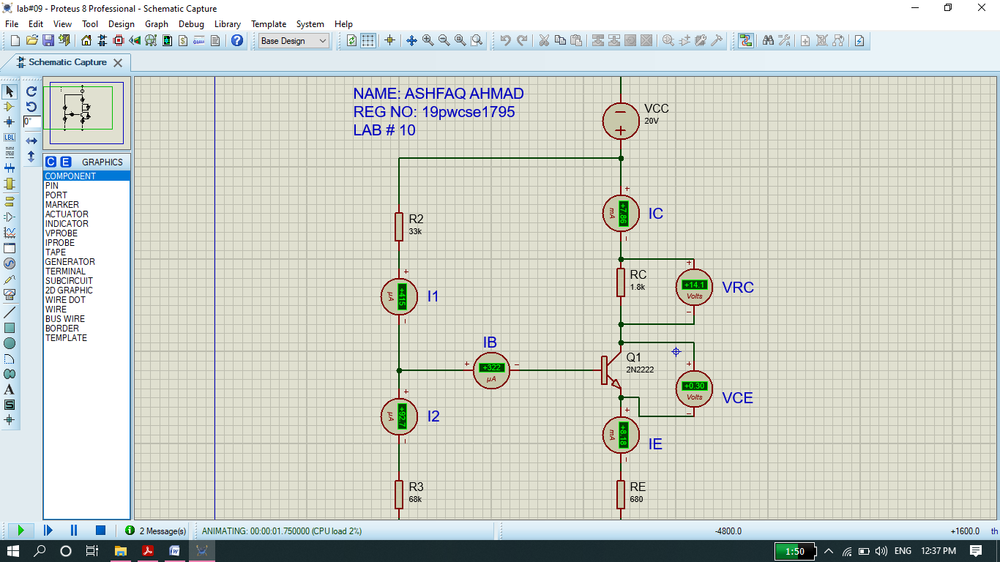 lab#09 - Proteus 8 Professional - Schematic Capture
File Edit View Tool Design Graph Debug Library Template System Help
Base Design
Schematic Capture
0°
LBL
A
S
C E GRAPHICS
COMPONENT
PIN
PORT
MARKER
ACTUATOR
INDICATOR
VPROBE
IPROBE
TAPE
GENERATOR
TERMINAL
SUBCIRCUIT
2D GRAPHIC
WIRE DOT
WIRE
BUS WIRE
BORDER
TEMPLATE
NAME: ASHFAQ AHMAD
REG NO: 19pwcse1795
LAB # 10
VCC
20V
+7.86
mA
IC
R2
33k
RC
1.8k
+14.1
Volts
VRC
+415
µA
I1
IB
+322
µA
Q1
2N2222
+0.30
Volts
VCE
+92.7
µA
I2
+8.18
mA
IE
R3
68k
RE
680
2 Message(s)
ANIMATING: 00:00:01.750000 (CPU load 2%)
-4800.0
+1600.0
th
1:50
ENG
12:37 PM